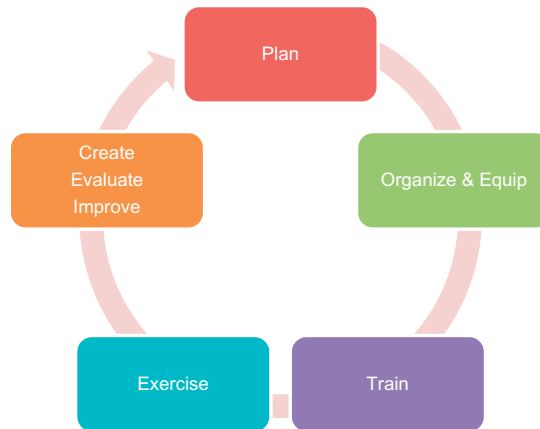 Plan
Organize & Equip
Train
Exercise
Create
Evaluate
Improve